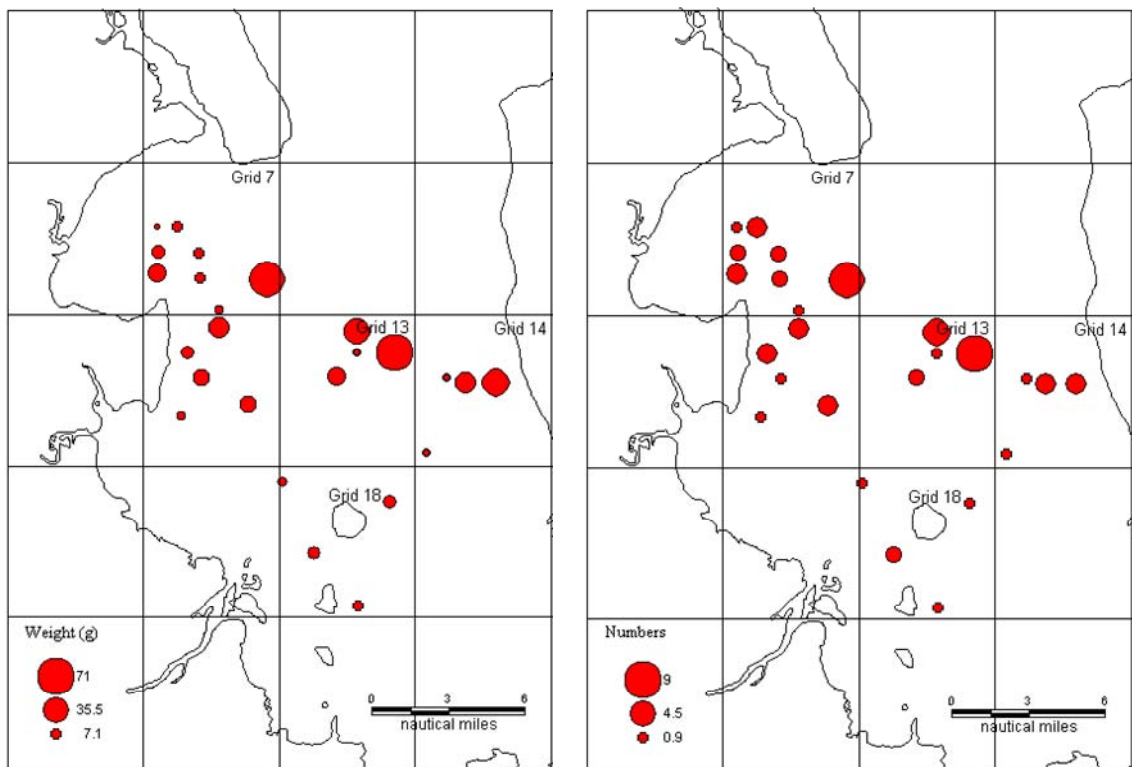 Grid 7
Grid 13
Grid 14
Grid 18
Weight (g)
71
35.5
7.1
0 3 6
nautical miles
Grid 7
Grid 13
Grid 14
Grid 18
Numbers
9
4.5
0.9
0 3 6
nautical miles